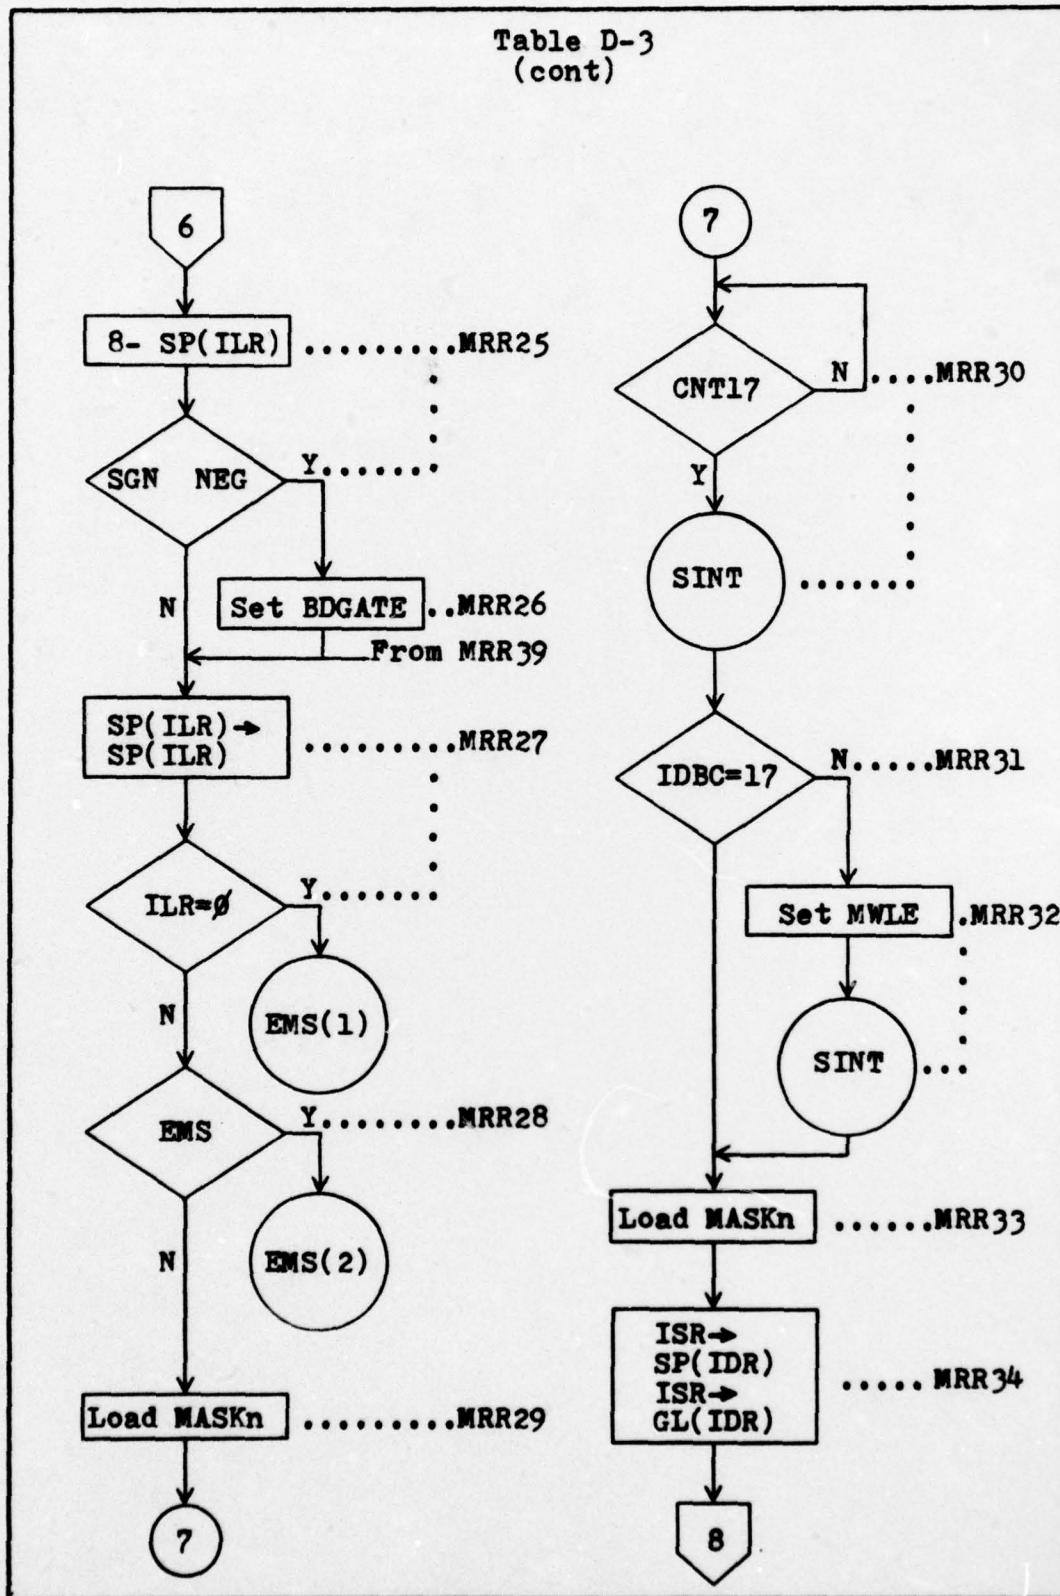 Table D-3
(cont)
6
8- SP(ILR) .........MRR25
SGN NEG
Y.......
N
Set BDGATE ..MRR26
From MRR39
SP(ILR)→
SP(ILR)
.........MRR27
ILR=Ø
Y.......
N
EMS(1)
EMS
Y........MRR28
N
EMS(2)
Load MASKn .........MRR29
7
7
CNT17
N ....MRR30
Y
SINT .......
IDBC=17
N.....MRR31
Set MWLE .MRR32
SINT ...
Load MASKn ......MRR33
ISR→
SP(IDR)
ISR→
GL(IDR)
..... MRR34
8